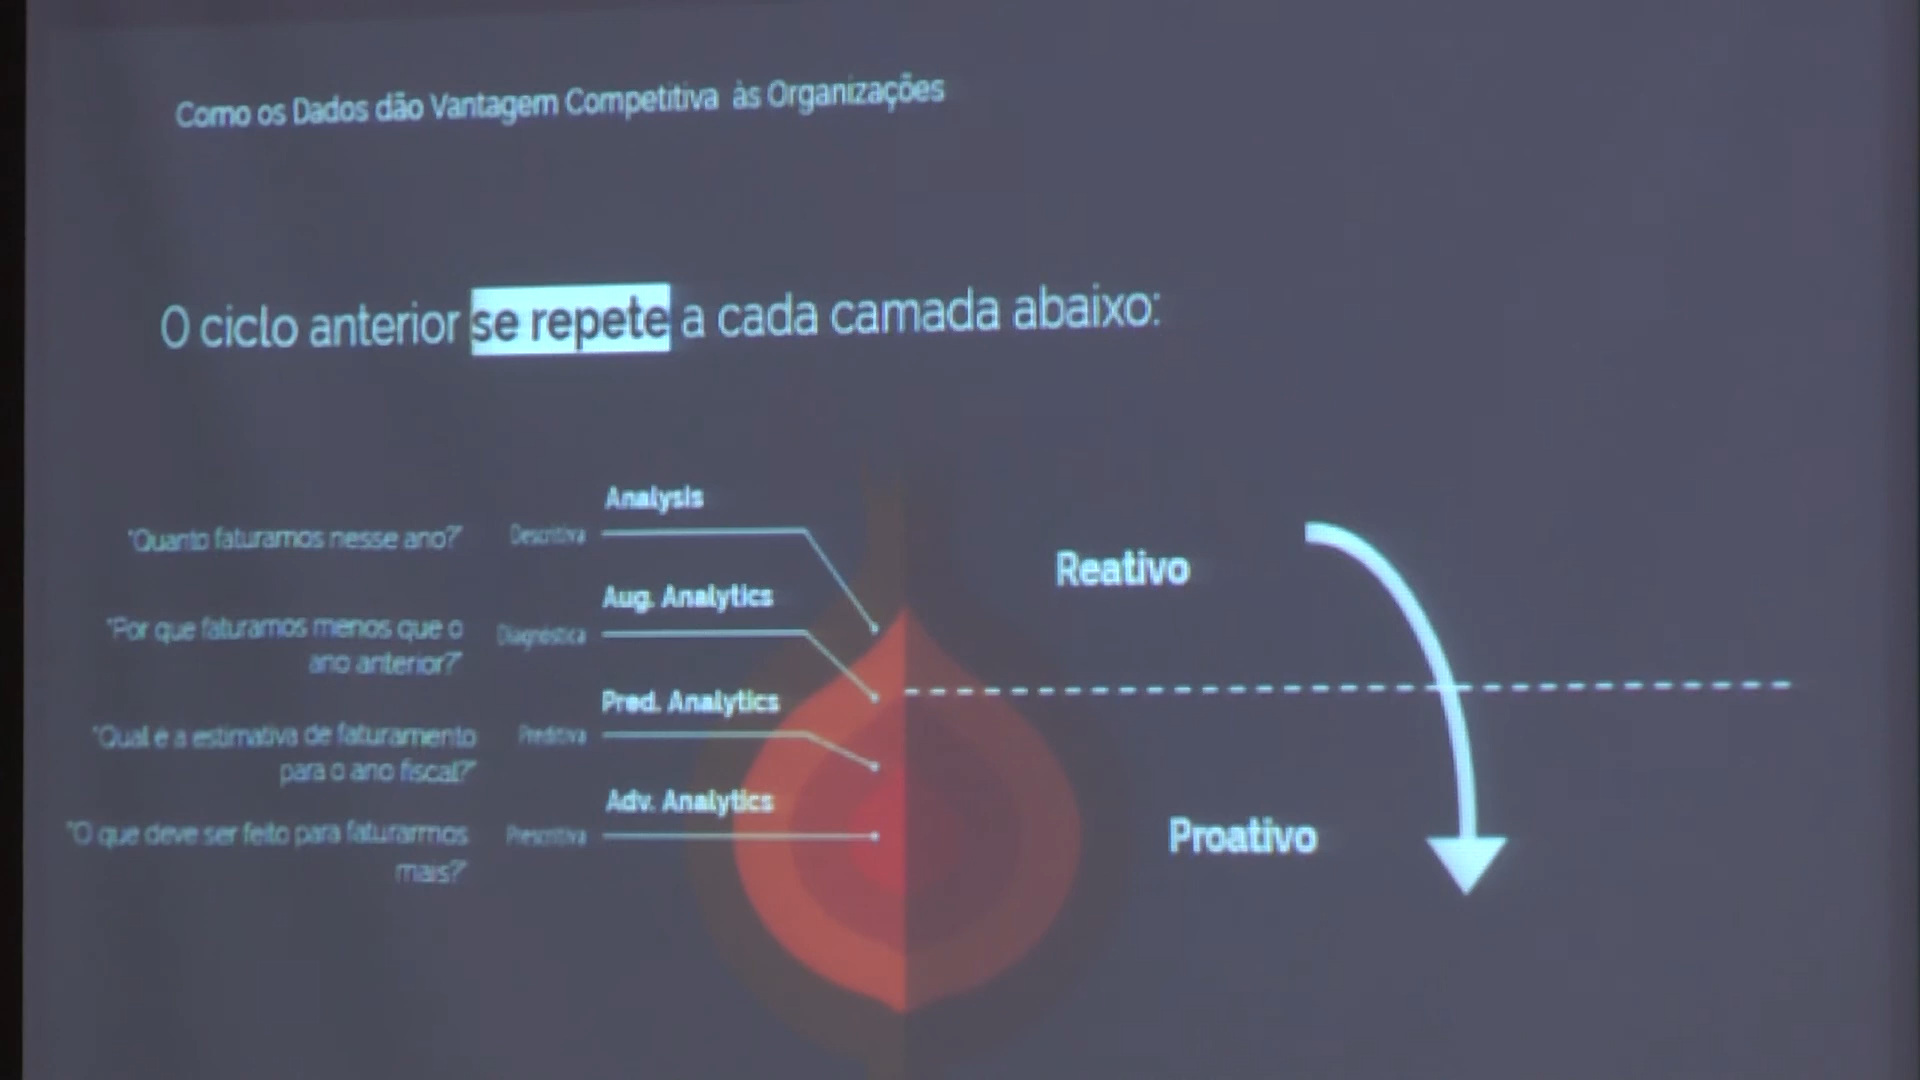 Como os Dados dão Vantagem Competitiva às Organizações
O ciclo anterior se repete a cada camada abaixo:
Analysis
"Quanto faturamos nesse ano?"
Descritiva
Aug. Analytics
"Por que faturamos menos que o
ano anterior?"
Diagnóstica
Pred. Analytics
"Qual é a estimativa de faturamento
para o ano fiscal?"
Preditiva
Adv. Analytics
"O que deve ser feito para faturarmos
mais?"
Prescritiva
Reativo
Proativo